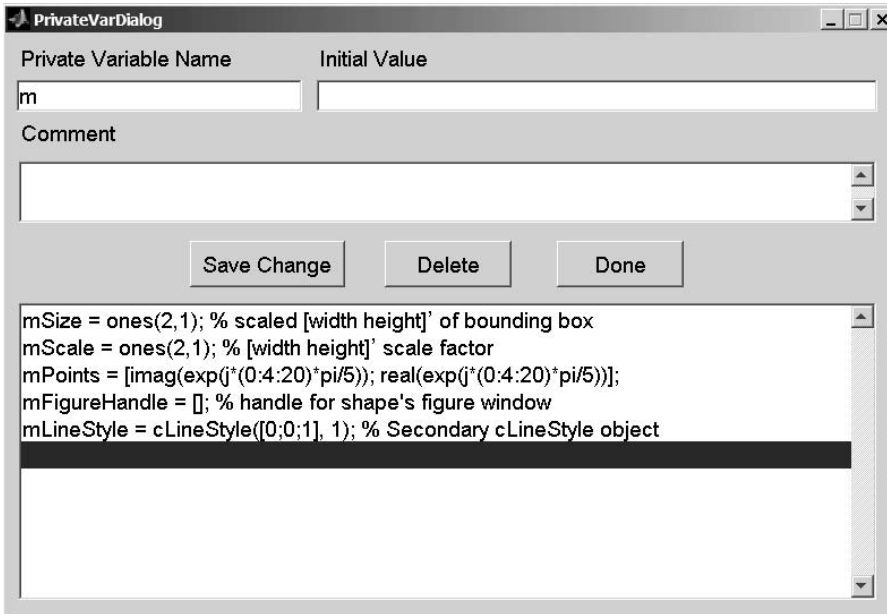 PrivateVarDialog
Private Variable Name Initial Value
m
Comment
Save Change Delete Done
mSize = ones(2,1); % scaled [width height]’ of bounding box
mScale = ones(2,1); % [width height]’ scale factor
mPoints = [imag(exp(j*(0:4:20)*pi/5)); real(exp(j*(0:4:20)*pi/5))];
mFigureHandle = []; % handle for shape's figure window
mLineStyle = cLineStyle([0;0;1], 1); % Secondary cLineStyle object